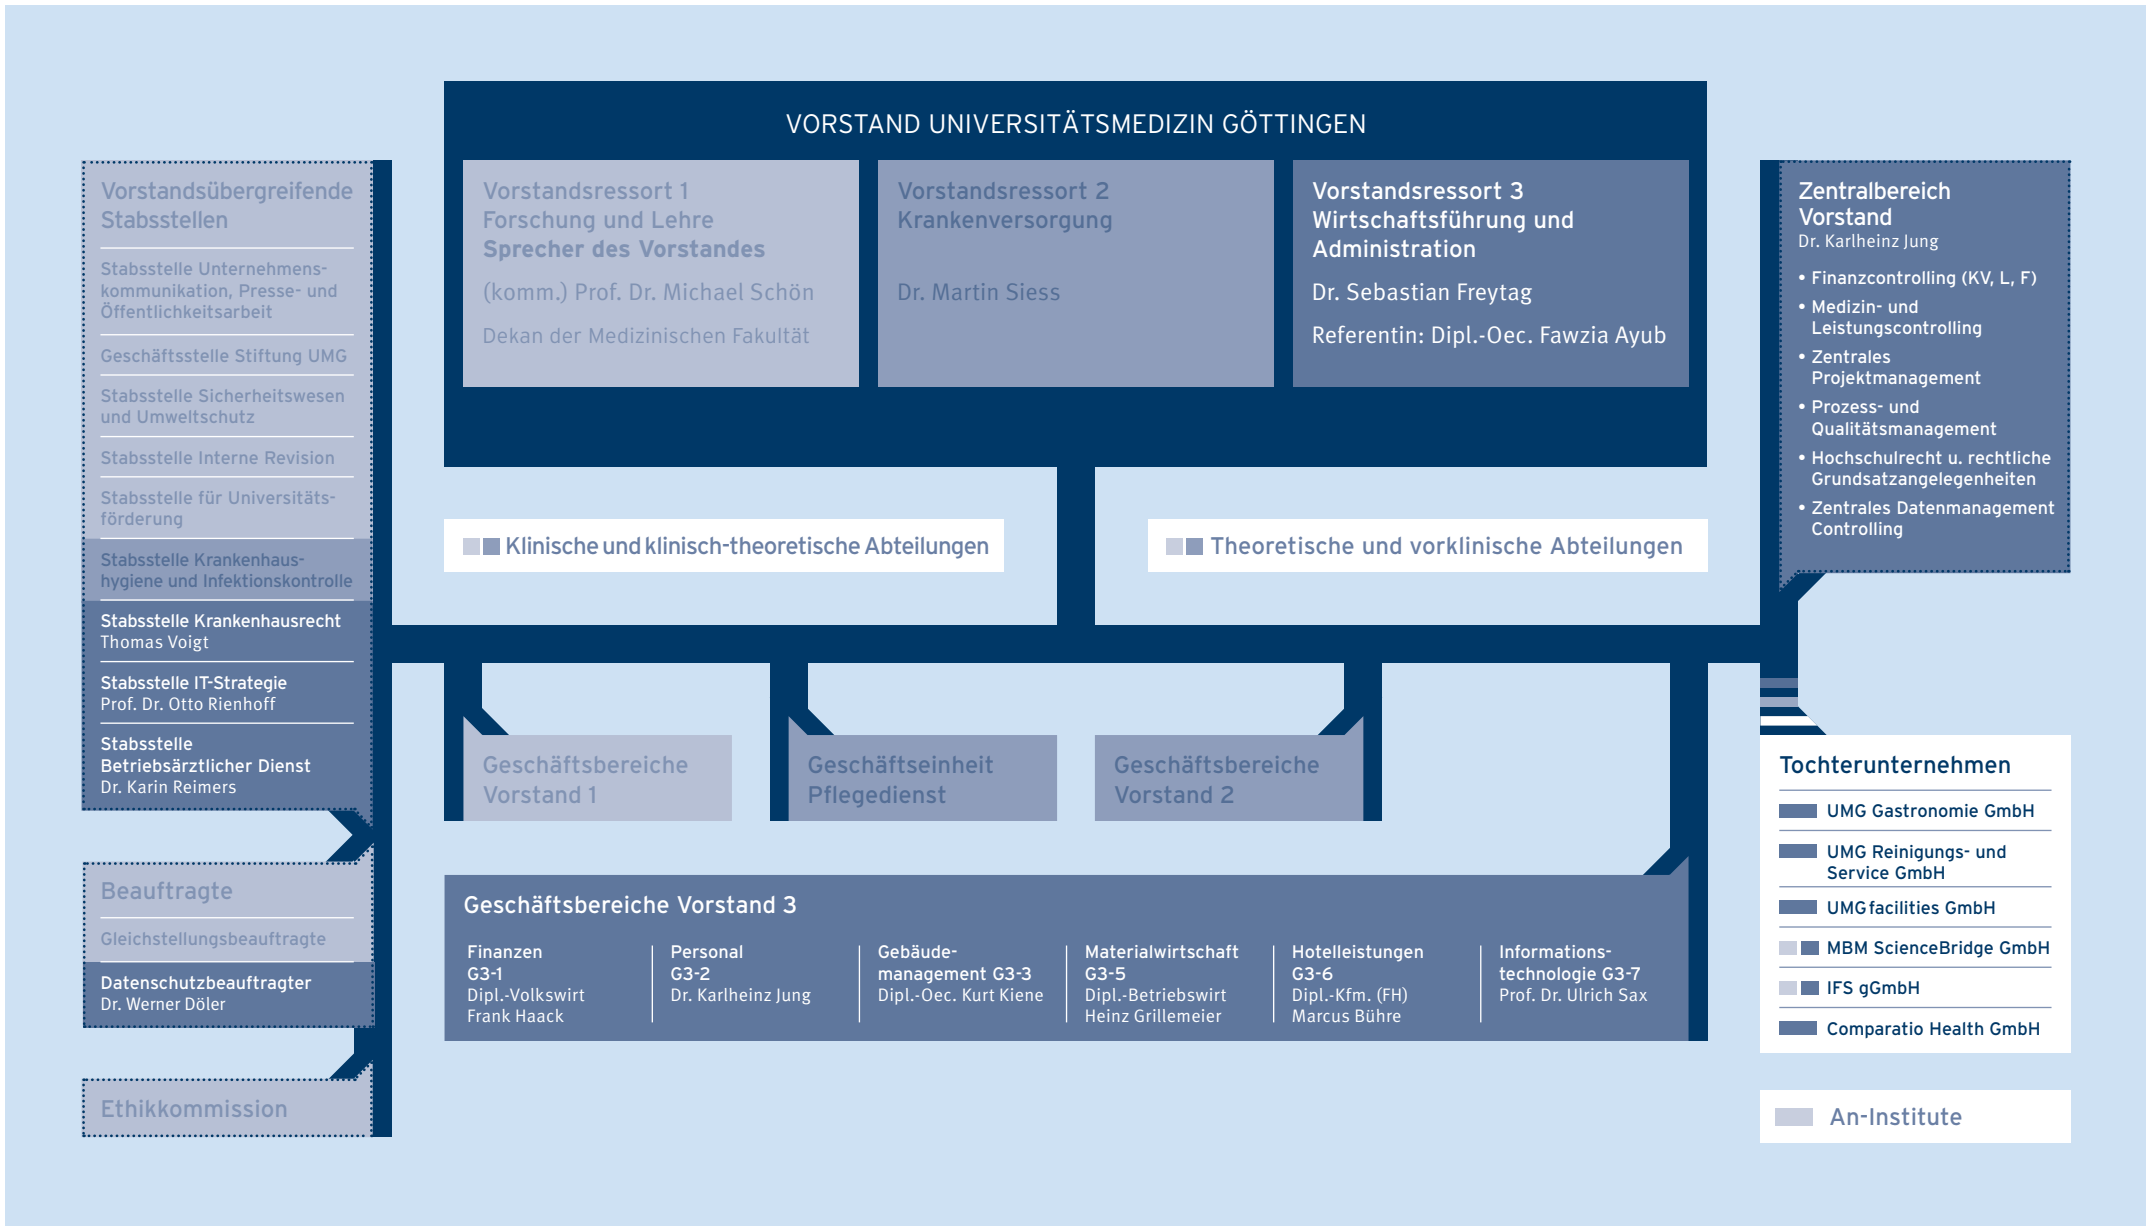 VORSTAND UNIVERSITÄTSMEDIZIN GÖTTINGEN
Vorstandsressort 1
Forschung und Lehre
Sprecher des Vorstandes
(komm.) Prof. Dr. Michael Schön
Dekan der Medizinischen Fakultät
Vorstandsressort 2
Krankenversorgung
Dr. Martin Siess
Vorstandsressort 3
Wirtschaftsführung und
Administration
Dr. Sebastian Freytag
Referentin: Dipl.-Oec. Fawzia Ayub
Vorstandsübergreifende
Stabsstellen
Stabsstelle Unternehmens-
kommunikation, Presse- und
Öffentlichkeitsarbeit
Geschäftsstelle Stiftung UMG
Stabsstelle Sicherheitswesen
und Umweltschutz
Stabsstelle Interne Revision
Stabsstelle für Universitäts-
förderung
Stabsstelle Krankenhaus-
hygiene und Infektionskontrolle
Stabsstelle Krankenhausrecht
Thomas Voigt
Stabsstelle IT-Strategie
Prof. Dr. Otto Rienhoff
Stabsstelle
Betriebsärztlicher Dienst
Dr. Karin Reimers
Beauftragte
Gleichstellungsbeauftragte
Datenschutzbeauftragter
Dr. Werner Döler
Ethikkommission
Klinische und klinisch-theoretische Abteilungen
Theoretische und vorklinische Abteilungen
Geschäftsbereiche
Vorstand 1
Geschäftseinheit
Pflegedienst
Geschäftsbereiche
Vorstand 2
Geschäftsbereiche Vorstand 3
Finanzen
G3-1
Dipl.-Volkswirt
Frank Haack
Personal
G3-2
Dr. Karlheinz Jung
Gebäude-
management G3-3
Dipl.-Oec. Kurt Kiene
Materialwirtschaft
G3-5
Dipl.-Betriebswirt
Heinz Grillemeier
Hotelleistungen
G3-6
Dipl.-Kfm. (FH)
Marcus Bühre
Informations-
technologie G3-7
Prof. Dr. Ulrich Sax
Zentralbereich
Vorstand
Dr. Karlheinz Jung
• Finanzcontrolling (KV, L, F)
• Medizin- und
Leistungscontrolling
• Zentrales
Projektmanagement
• Prozess- und
Qualitätsmanagement
• Hochschulrecht u. rechtliche
Grundsatzangelegenheiten
• Zentrales Datenmanagement
Controlling
Tochterunternehmen
UMG Gastronomie GmbH
UMG Reinigungs- und
Service GmbH
UMG facilities GmbH
MBM ScienceBridge GmbH
IFS gGmbH
Comparatio Health GmbH
An-Institute